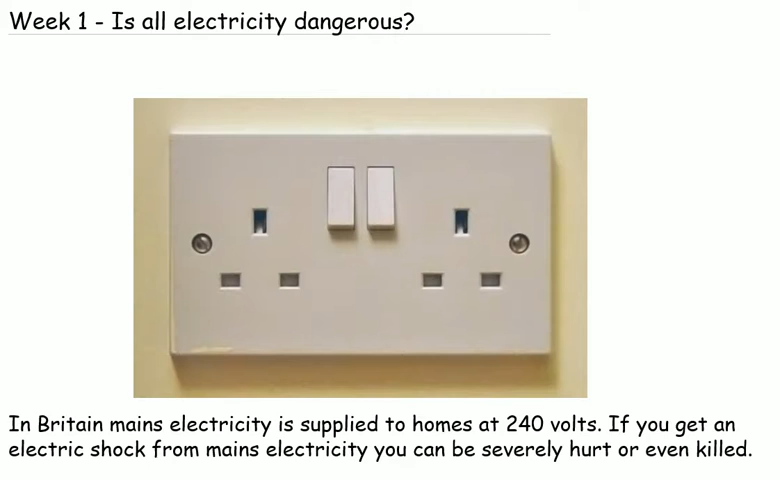 Week 1 - Is all electricity dangerous?
In Britain mains electricity is supplied to homes at 240 volts. If you get an
electric shock from mains electricity you can be severely hurt or even killed.